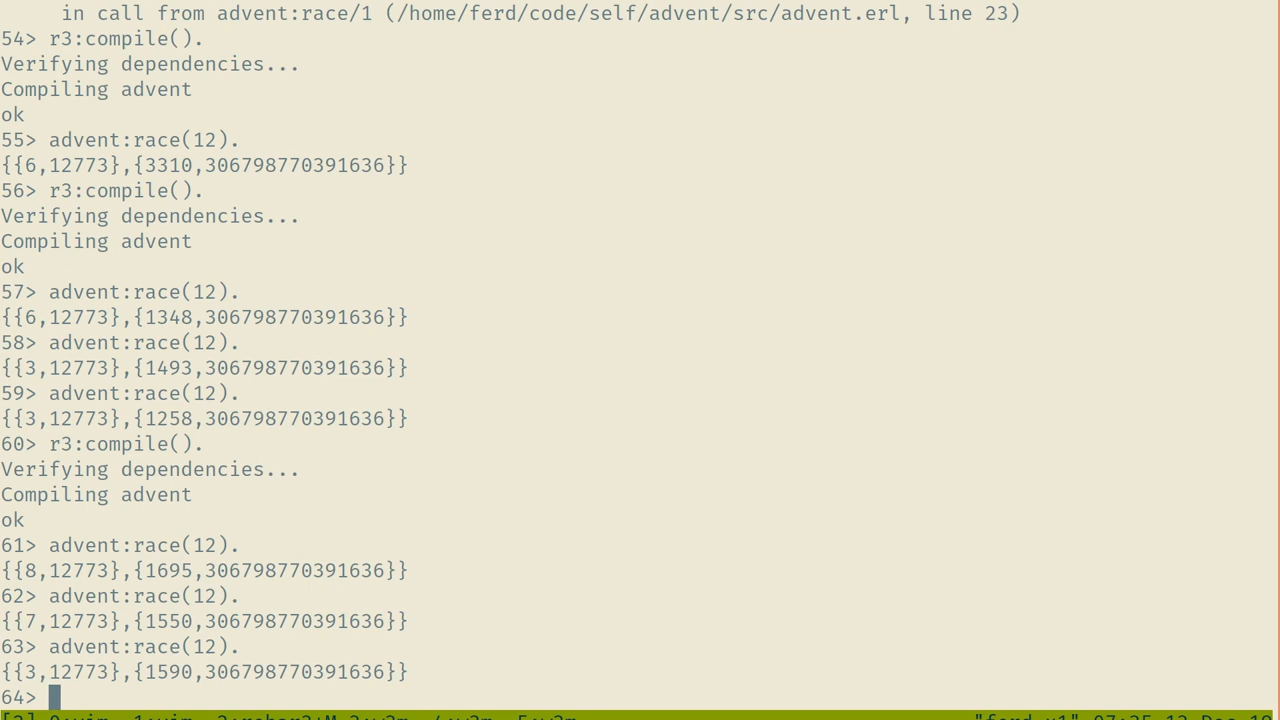 in call from advent:race/1 (/home/ferd/code/self/advent/src/advent.erl, line 23)
54> r3:compile().
Verifying dependencies...
Compiling advent
ok
55> advent:race(12).
{{6,12773},{3310,306798770391636}}
56> r3:compile().
Verifying dependencies...
Compiling advent
ok
57> advent:race(12).
{{6,12773},{1348,306798770391636}}
58> advent:race(12).
{{3,12773},{1493,306798770391636}}
59> advent:race(12).
{{3,12773},{1258,306798770391636}}
60> r3:compile().
Verifying dependencies...
Compiling advent
ok
61> advent:race(12).
{{8,12773},{1695,306798770391636}}
62> advent:race(12).
{{7,12773},{1550,306798770391636}}
63> advent:race(12).
{{3,12773},{1590,306798770391636}}
64>